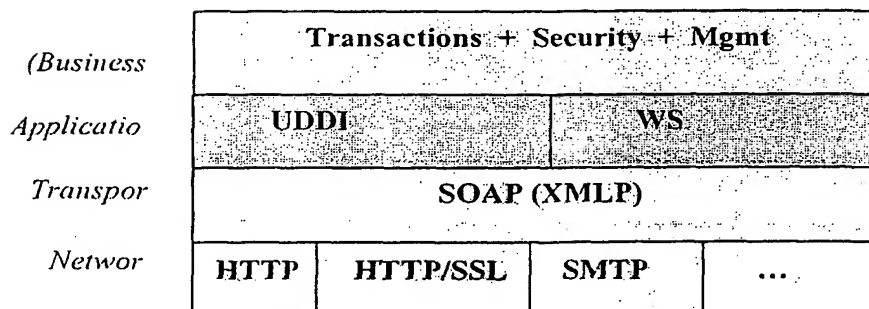 Transactions + Security + Mgmt
(Business
Applicatio UDDI WS
Transpor SOAP (XMLP)
Networ HTTP HTTP/SSL SMTP ...